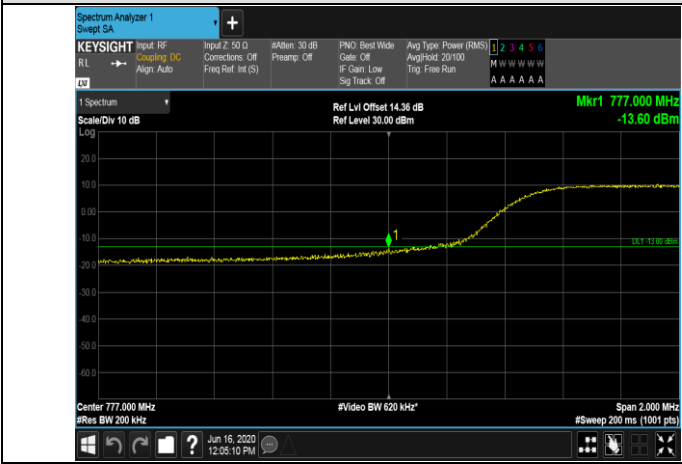 Spectrum Analyzer 1
Swept SA
KEYSIGHT
Input: RF
Input Z: 50 Ω
#Atten: 30 dB
PNO: Best Wide
Avg Type: Power (RMS)
1 2 3 4 5 6
RL
Coupling: DC
Corrections: Off
Preamp: Off
Gate: Off
Avg|Hold: 20/100
M W W W W W
Align: Auto
Freq Ref: Int (S)
IF Gain: Low
Trig: Free Run
Sig Track: Off
A A A A A A
LXI
1 Spectrum
Ref Lvl Offset 14.36 dB
Mkr1 777.000 MHz
Scale/Div 10 dB
Ref Level 30.00 dBm
-13.60 dBm
Log
20.0
10.0
0.00
1
-10.0
DL1 -13.00 dBm
-20.0
-30.0
-40.0
-50.0
-60.0
Center 777.000 MHz
#Video BW 620 kHz*
Span 2.000 MHz
#Res BW 200 kHz
#Sweep 200 ms (1001 pts)
?
Jun 16, 2020
12:05:10 PM